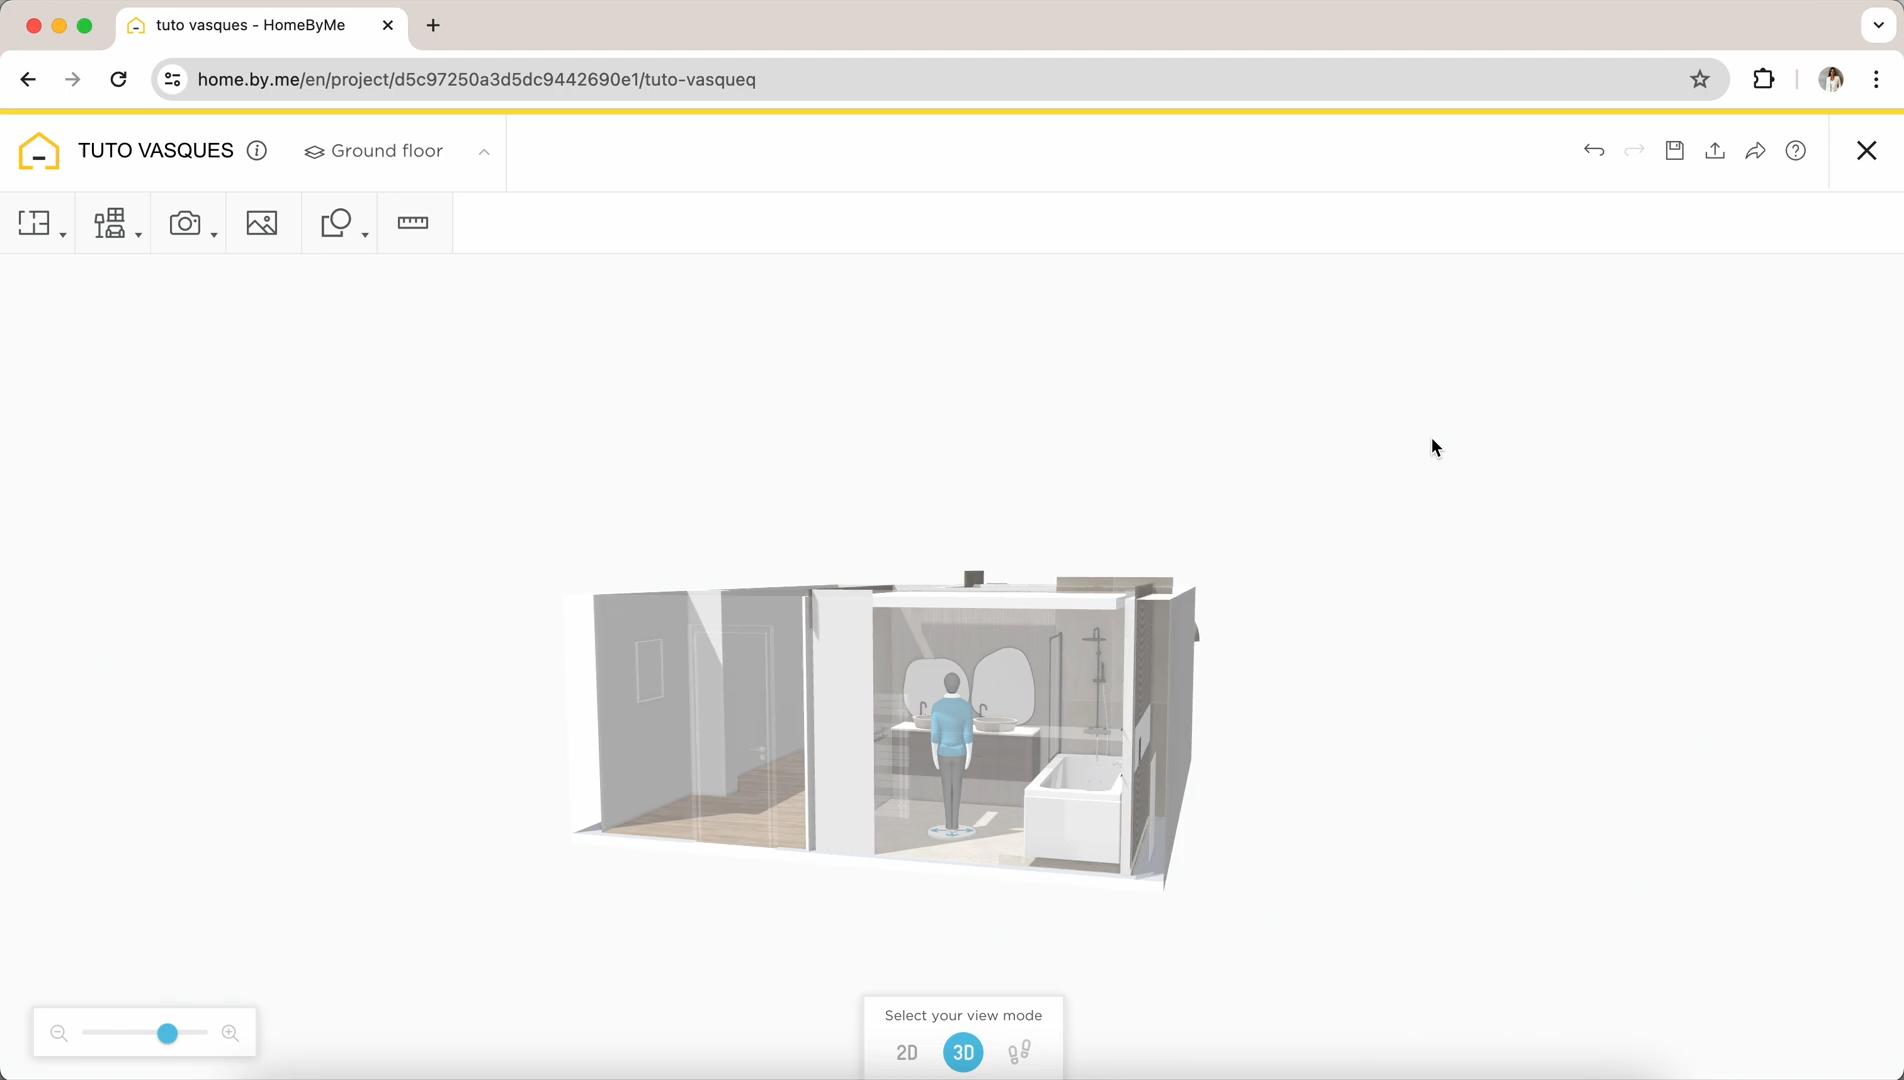 tuto vasques - HomeByMe
home.by.me/en/project/d5c97250a3d5dc9442690e1/tuto-vasqueq
TUTO VASQUES
Ground floor
Select your view mode
2D
3D